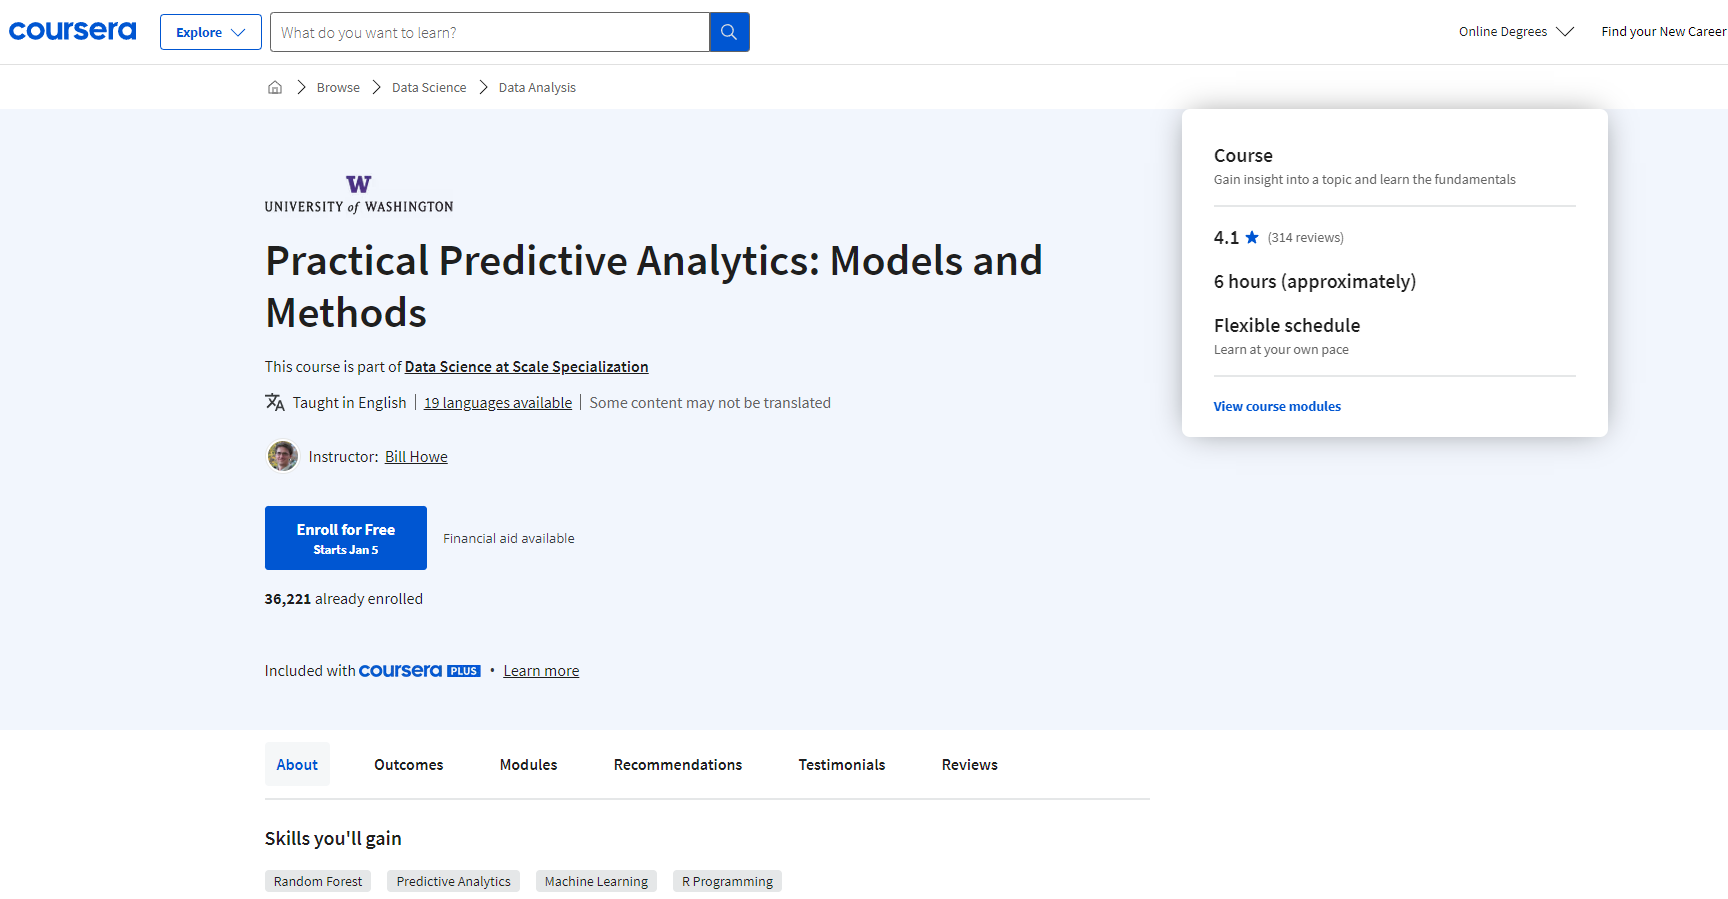 coursera
Explore
What do you want to learn?
Online Degrees
Find your New Career
Browse
Data Science
Data Analysis
W
UNIVERSITY of WASHINGTON
Practical Predictive Analytics: Models and
Methods
This course is part of Data Science at Scale Specialization
Taught in English | 19 languages available | Some content may not be translated
Instructor: Bill Howe
Enroll for Free
Starts Jan 5
Financial aid available
36,221 already enrolled
Included with coursera PLUS • Learn more
Course
Gain insight into a topic and learn the fundamentals
4.1 ★ (314 reviews)
6 hours (approximately)
Flexible schedule
Learn at your own pace
View course modules
About
Outcomes
Modules
Recommendations
Testimonials
Reviews
Skills you'll gain
Random Forest
Predictive Analytics
Machine Learning
R Programming